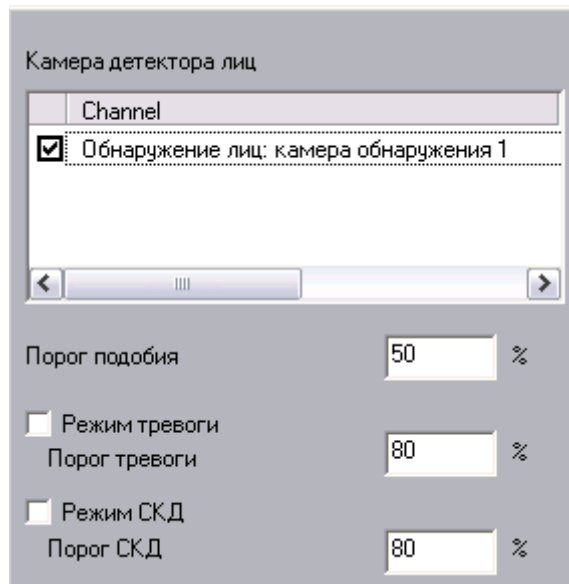 Камера детектора лиц
Channel
Обнаружение лиц: камера обнаружения 1
Порог подобия 50 %
Режим тревоги
Порог тревоги 80 %
Режим СКД
Порог СКД 80 %